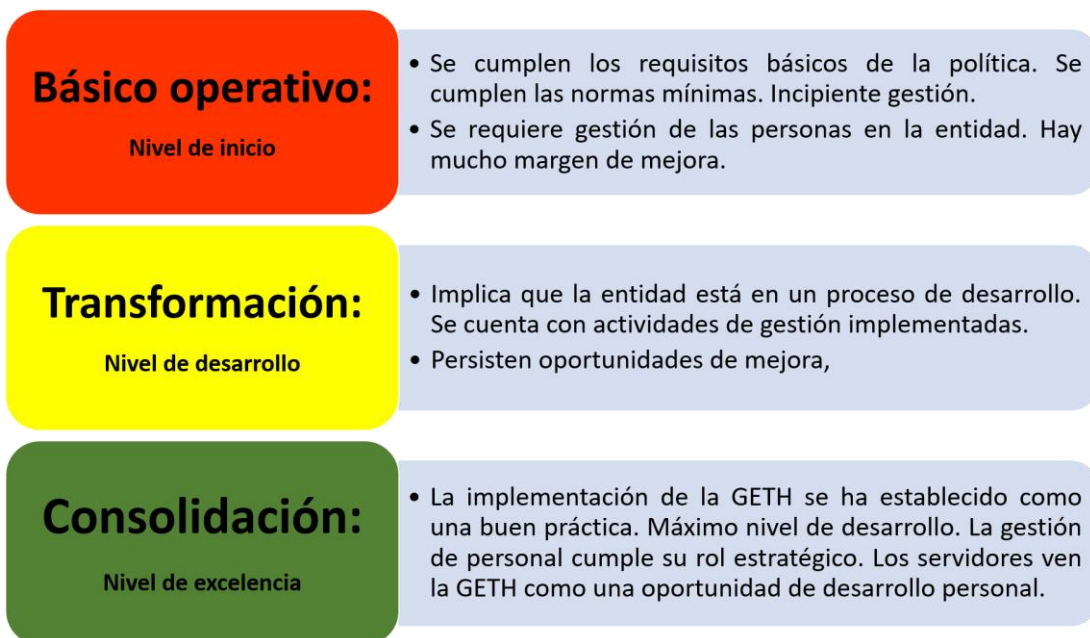 Básico operativo:
Nivel de inicio
• Se cumplen los requisitos básicos de la política. Se
cumplen las normas mínimas. Incipiente gestión.
• Se requiere gestión de las personas en la entidad. Hay
mucho margen de mejora.
Transformación:
Nivel de desarrollo
• Implica que la entidad está en un proceso de desarrollo.
Se cuenta con actividades de gestión implementadas.
• Persisten oportunidades de mejora,
Consolidación:
Nivel de excelencia
• La implementación de la GETH se ha establecido como
una buen práctica. Máximo nivel de desarrollo. La gestión
de personal cumple su rol estratégico. Los servidores ven
la GETH como una oportunidad de desarrollo personal.